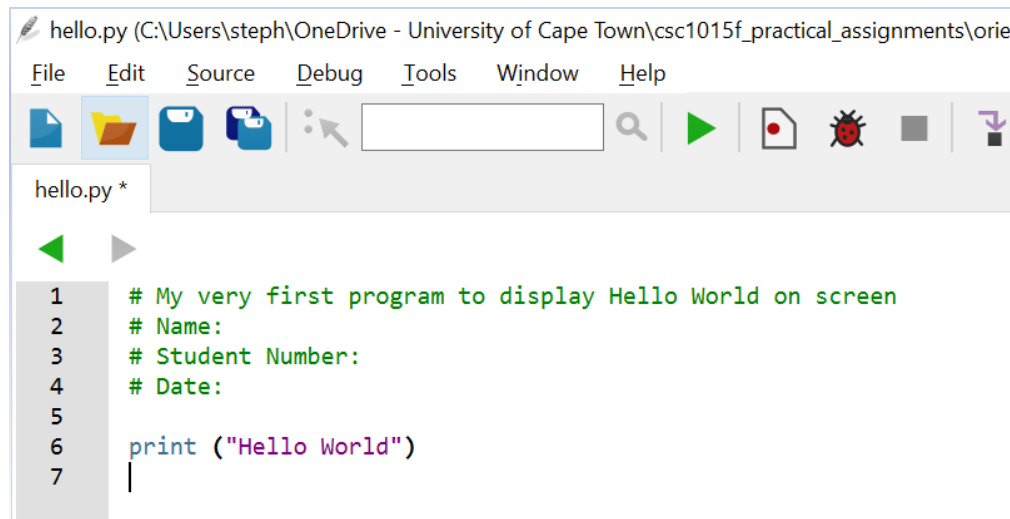 hello.py (C:\Users\steph\OneDrive - University of Cape Town\csc1015f_practical_assignments\orie
File Edit Source Debug Tools Window Help
hello.py *
1 # My very first program to display Hello World on screen
2 # Name:
3 # Student Number:
4 # Date:
5
6 print ("Hello World")
7